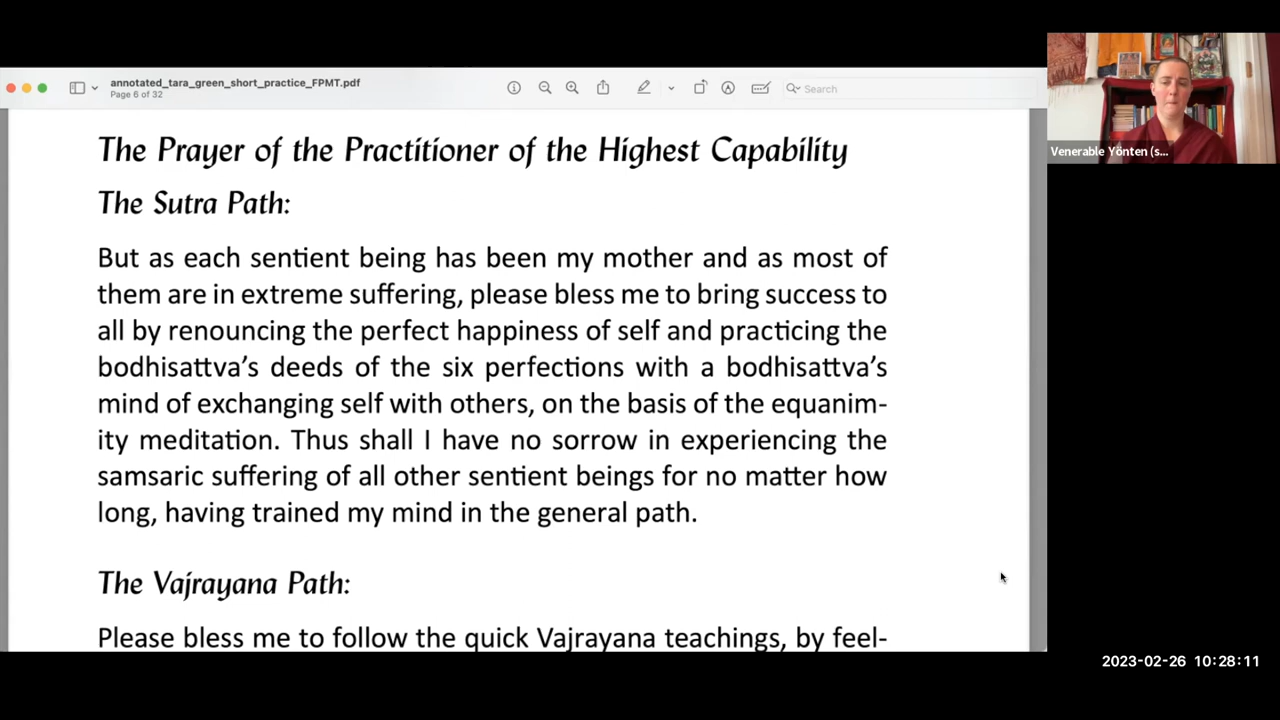 annotated_tara_green_short_practice_FPMT.pdf
Page 6 of 32
Search
The Prayer of the Practitioner of the Highest Capability
The Sutra Path:
But as each sentient being has been my mother and as most of
them are in extreme suffering, please bless me to bring success to
all by renouncing the perfect happiness of self and practicing the
bodhisattva’s deeds of the six perfections with a bodhisattva’s
mind of exchanging self with others, on the basis of the equanim-
ity meditation. Thus shall I have no sorrow in experiencing the
samsaric suffering of all other sentient beings for no matter how
long, having trained my mind in the general path.
The Vajrayana Path:
Please bless me to follow the quick Vajrayana teachings, by feel-
Venerable Yönten (s...
2023-02-26 10:28:11